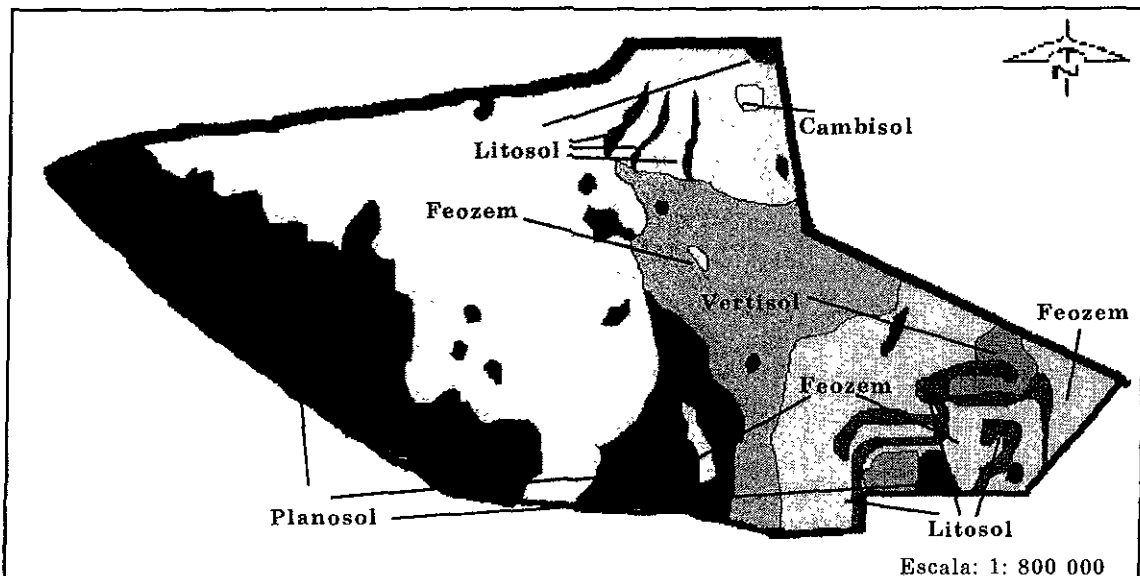 N
Cambisol
Litosol
Feozem
Vertisol
Feozem
Feozem
Planosol
Litosol
Escala: 1: 800 000